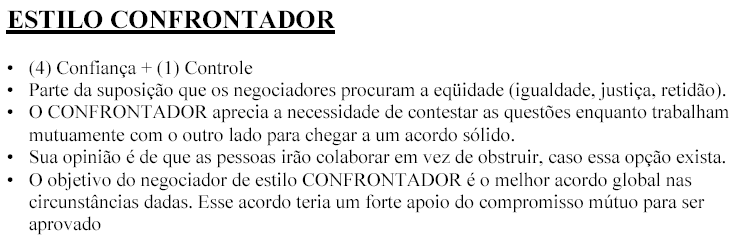 ESTILO CONFRONTADOR
• (4) Confiança + (1) Controle
• Parte da suposição que os negociadores procuram a eqüidade (igualdade, justiça, retidão).
• O CONFRONTADOR aprecia a necessidade de contestar as questões enquanto trabalham
mutuamente com o outro lado para chegar a um acordo sólido.
• Sua opinião é de que as pessoas irão colaborar em vez de obstruir, caso essa opção exista.
• O objetivo do negociador de estilo CONFRONTADOR é o melhor acordo global nas
circunstâncias dadas. Esse acordo teria um forte apoio do compromisso mútuo para ser
aprovado